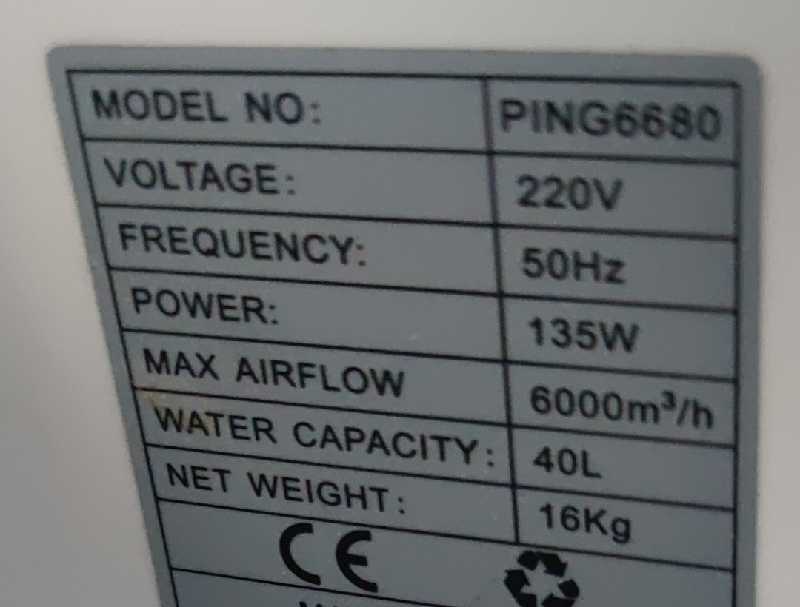 MODEL NO: PING6680
VOLTAGE: 220V
FREQUENCY: 50Hz
POWER: 135W
MAX AIRFLOW 6000m³/h
WATER CAPACITY: 40L
NET WEIGHT: 16Kg
CE